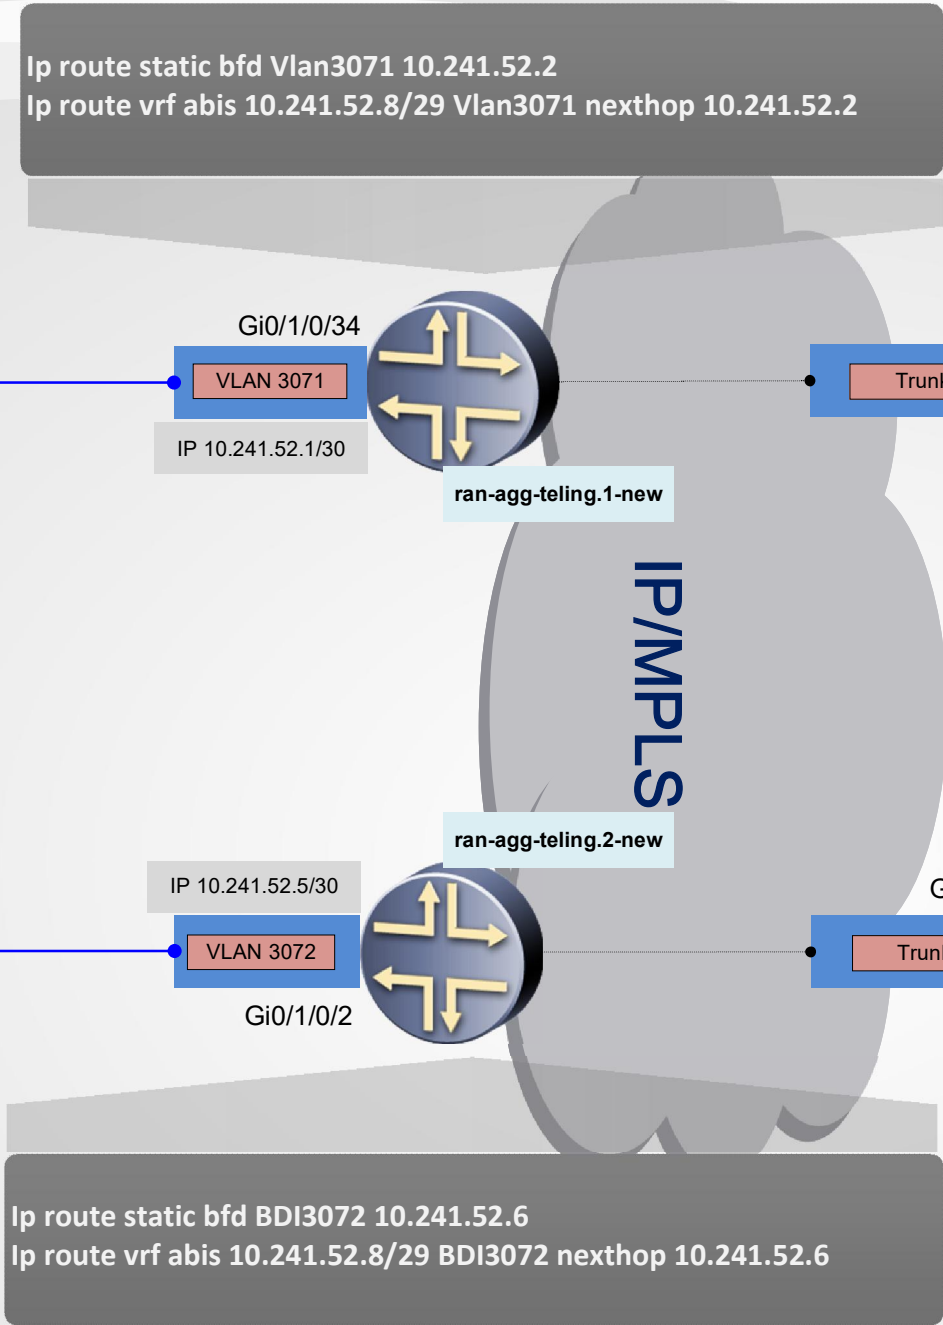 Ip route static bfd Vlan3071 10.241.52.2
Ip route vrf abis 10.241.52.8/29 Vlan3071 nexthop 10.241.52.2
Gi0/1/0/34
VLAN 3071
IP 10.241.52.1/30
ran-agg-teling.1-new
IP/MPLS
ran-agg-teling.2-new
IP 10.241.52.5/30
VLAN 3072
Gi0/1/0/2
Ip route static bfd BDI3072 10.241.52.6
Ip route vrf abis 10.241.52.8/29 BDI3072 nexthop 10.241.52.6